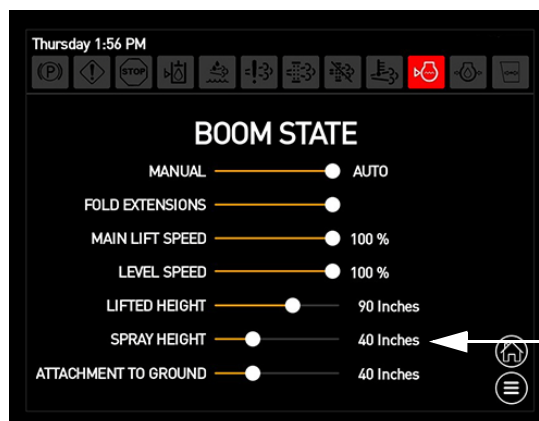 Thursday 1:56 PM
(P) STOP
BOOM STATE
MANUAL AUTO
FOLD EXTENSIONS
MAIN LIFT SPEED 100 %
LEVEL SPEED 100 %
LIFTED HEIGHT 90 Inches
SPRAY HEIGHT 40 Inches
ATTACHMENT TO GROUND 40 Inches